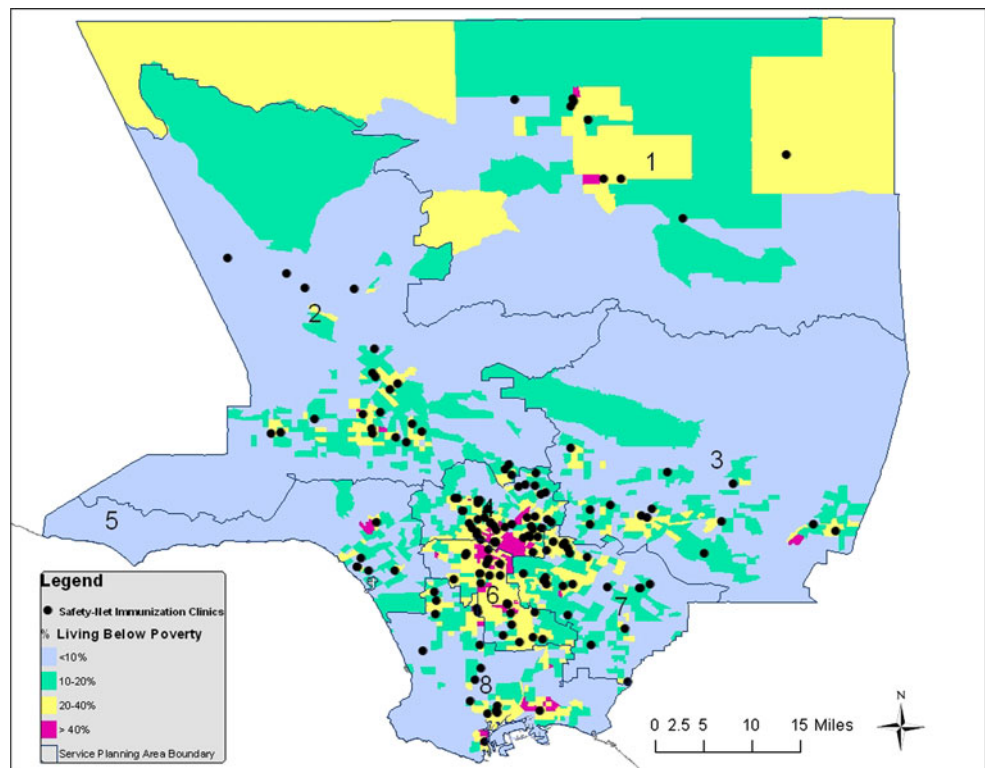 1
2
3
4
5
6
7
8
Legend
Safety-Net Immunization Clinics
% Living Below Poverty
<10%
10-20%
20-40%
> 40%
Service Planning Area Boundary
0 2.5 5 10 15 Miles
N